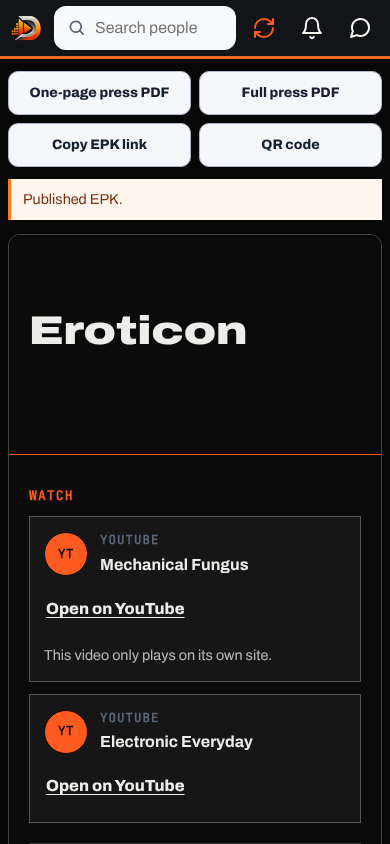 Search people
One-page press PDF
Full press PDF
Copy EPK link
QR code
Published EPK.
Eroticon
WATCH
YT
YOUTUBE
Mechanical Fungus
Open on YouTube
This video only plays on its own site.
YT
YOUTUBE
Electronic Everyday
Open on YouTube